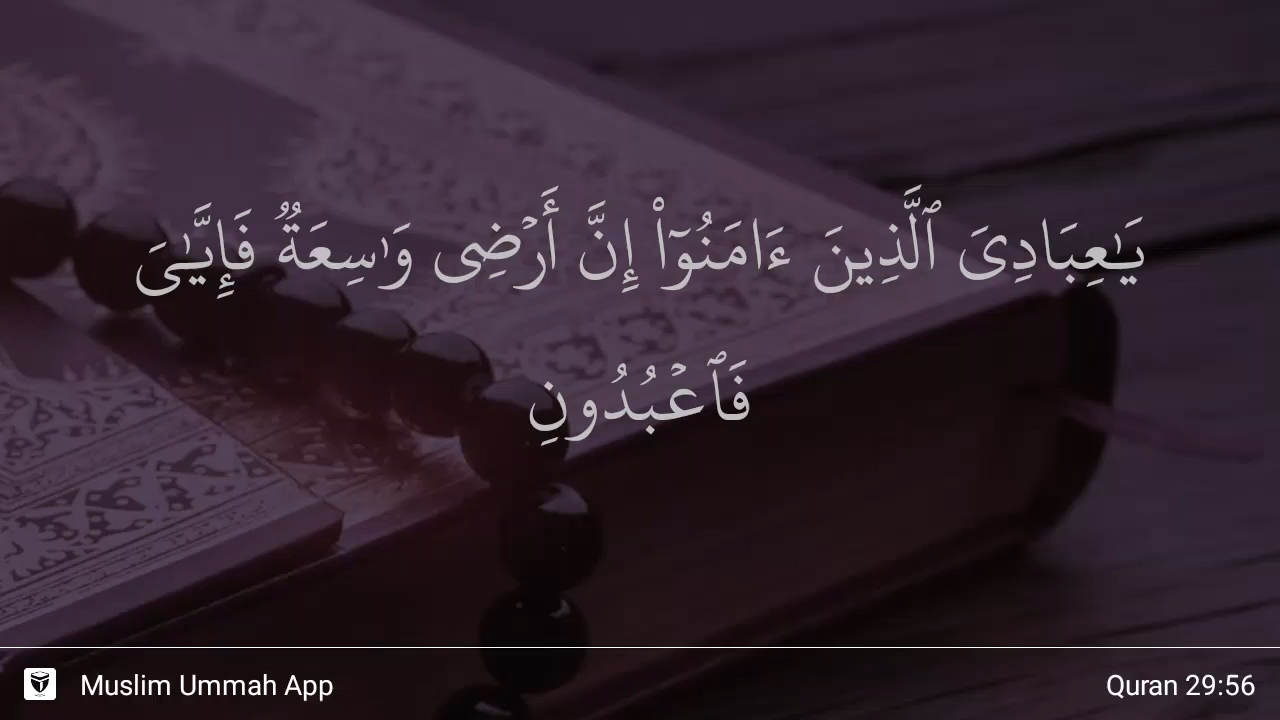 يَـٰعِبَادِىَ ٱلَّذِينَ ءَامَنُوٓا۟ إِنَّ أَرْضِى وَٰسِعَةٌ فَإِيَّـٰىَ
فَٱعْبُدُونِ
Muslim Ummah App
Quran 29:56